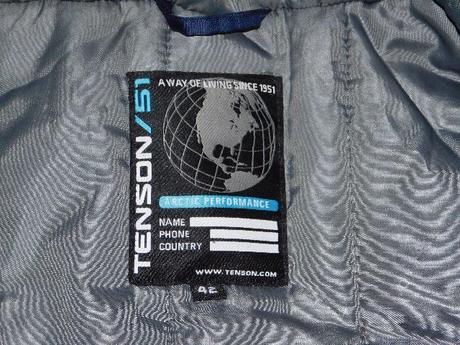 TENSON/51
A WAY OF LIVING SINCE 1951
ARCTIC PERFORMANCE
NAME
PHONE
COUNTRY
WWW.TENSON.COM
42